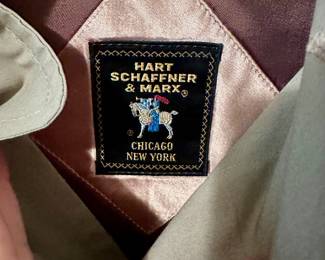 HART
SCHAFFNER
& MARX®
®
CHICAGO
NEW YORK